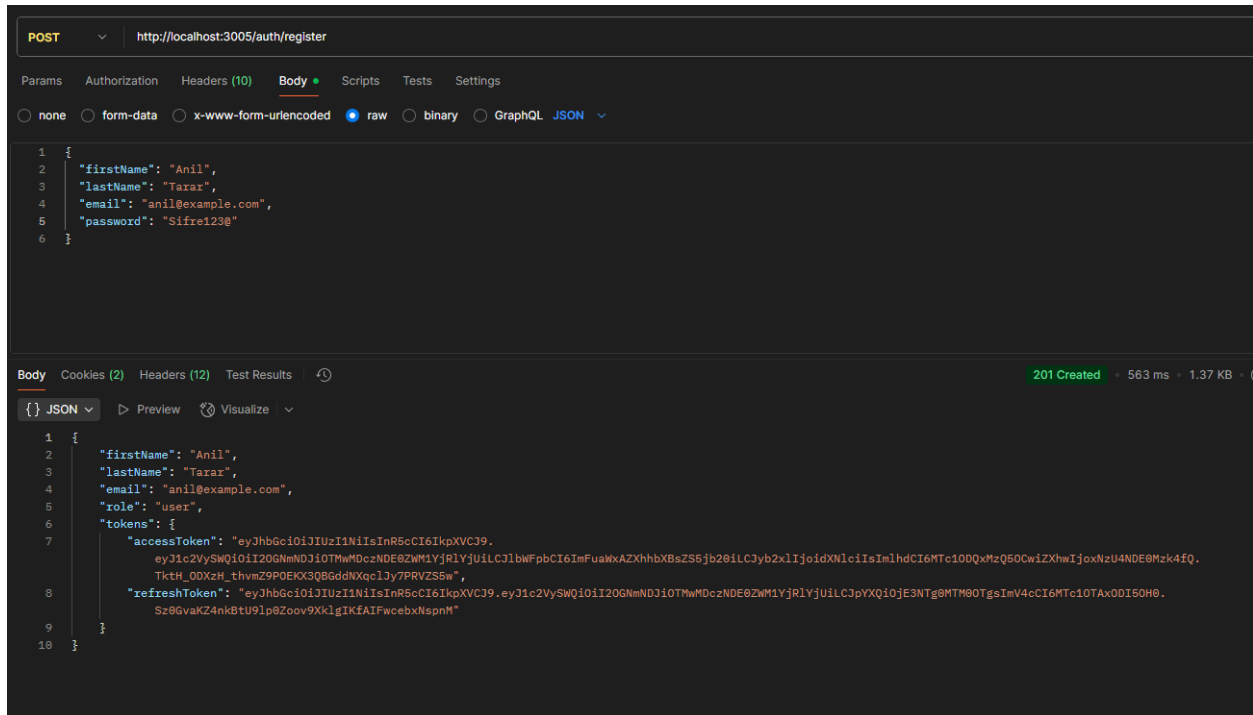 POST http://localhost:3005/auth/register
Params Authorization Headers (10) Body Scripts Tests Settings
none form-data x-www-form-urlencoded raw binary GraphQL JSON
1 {
2 "firstName": "Anil",
3 "lastName": "Tarar",
4 "email": "anil@example.com",
5 "password": "Sifre123@"
6 }
Body Cookies (2) Headers (12) Test Results 201 Created 563 ms 1.37 KB
{} JSON Preview Visualize
1 {
2 "firstName": "Anil",
3 "lastName": "Tarar",
4 "email": "anil@example.com",
5 "role": "user",
6 "tokens": {
7 "accessToken": "eyJhbGciOiJIUzI1NiIsInR5cCI6IkpXVCJ9.
eyJ1c2VySWQiOiI2OGNmNDJiOTMwMDczNDE0ZWM1YjRlYjUiLCJlbWFpbCI6ImFuaWxAZXhhbXBsZS5jb20iLCJyb2xlIjoidXNlciIsImlhdCI6MTc1ODQxMzQ5OCwiZXhwIjoxNzU4NDE0Mzk4fQ.
TktH_ODXzH_thvmZ9POEKX3QBGddNXqclJy7PRVZS5w",
8 "refreshToken": "eyJhbGciOiJIUzI1NiIsInR5cCI6IkpXVCJ9.eyJ1c2VySWQiOiI2OGNmNDJiOTMwMDczNDE0ZWM1YjRlYjUiLCJpYXQiOjE3NTg0MTM0OTgsImV4cCI6MTc1OTAxODI5OH0.
Sz0GvaKZ4nkBtU9lp0Zoov9XklgIKfAIFwcebxNspnM"
9 }
10 }